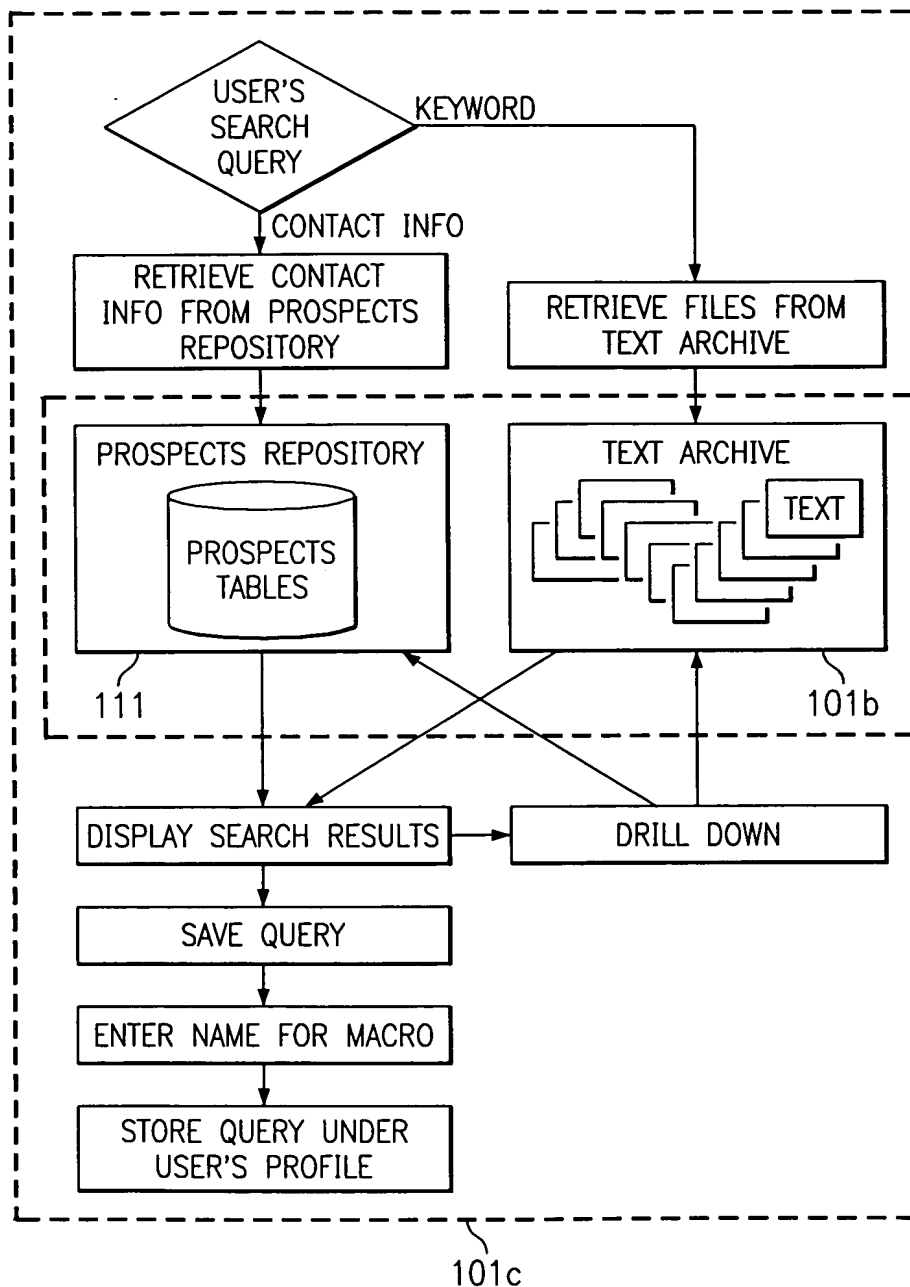 USER'S
SEARCH
QUERY
KEYWORD
CONTACT INFO
RETRIEVE CONTACT
INFO FROM PROSPECTS
REPOSITORY
RETRIEVE FILES FROM
TEXT ARCHIVE
PROSPECTS REPOSITORY
PROSPECTS
TABLES
TEXT ARCHIVE
TEXT
111
101b
DISPLAY SEARCH RESULTS
DRILL DOWN
SAVE QUERY
ENTER NAME FOR MACRO
STORE QUERY UNDER
USER'S PROFILE
101c